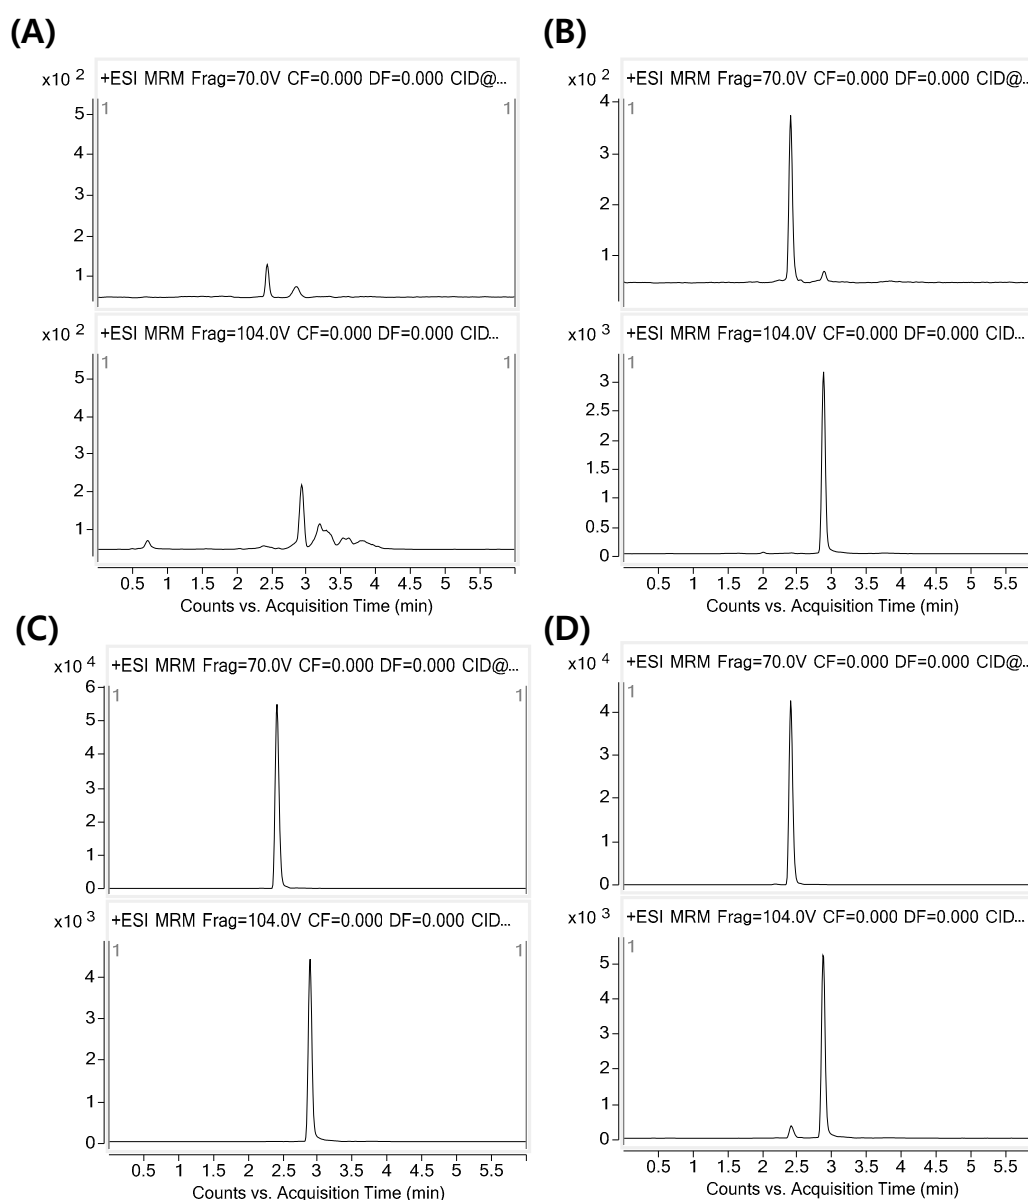 (A)
x10 2 +ESI MRM Frag=70.0V CF=0.000 DF=0.000 CID@...
1 1
5
4
3
2
1
x10 2 +ESI MRM Frag=104.0V CF=0.000 DF=0.000 CID...
1 1
5
4
3
2
1
0.5 1 1.5 2 2.5 3 3.5 4 4.5 5 5.5
Counts vs. Acquisition Time (min)
(B)
x10 2 +ESI MRM Frag=70.0V CF=0.000 DF=0.000 CID@...
1
4
3
2
1
x10 3 +ESI MRM Frag=104.0V CF=0.000 DF=0.000 CID...
1
3
2.5
2
1.5
1
0.5
0
0.5 1 1.5 2 2.5 3 3.5 4 4.5 5 5.5
Counts vs. Acquisition Time (min)
(C)
x10 4 +ESI MRM Frag=70.0V CF=0.000 DF=0.000 CID@...
6
1 1
5
4
3
2
1
0
x10 3 +ESI MRM Frag=104.0V CF=0.000 DF=0.000 CID...
1 1
4
3
2
1
0
0.5 1 1.5 2 2.5 3 3.5 4 4.5 5 5.5
Counts vs. Acquisition Time (min)
(D)
x10 4 +ESI MRM Frag=70.0V CF=0.000 DF=0.000 CID@...
1
4
3
2
1
0
x10 3 +ESI MRM Frag=104.0V CF=0.000 DF=0.000 CID...
1
5
4
3
2
1
0
0.5 1 1.5 2 2.5 3 3.5 4 4.5 5 5.5
Counts vs. Acquisition Time (min)